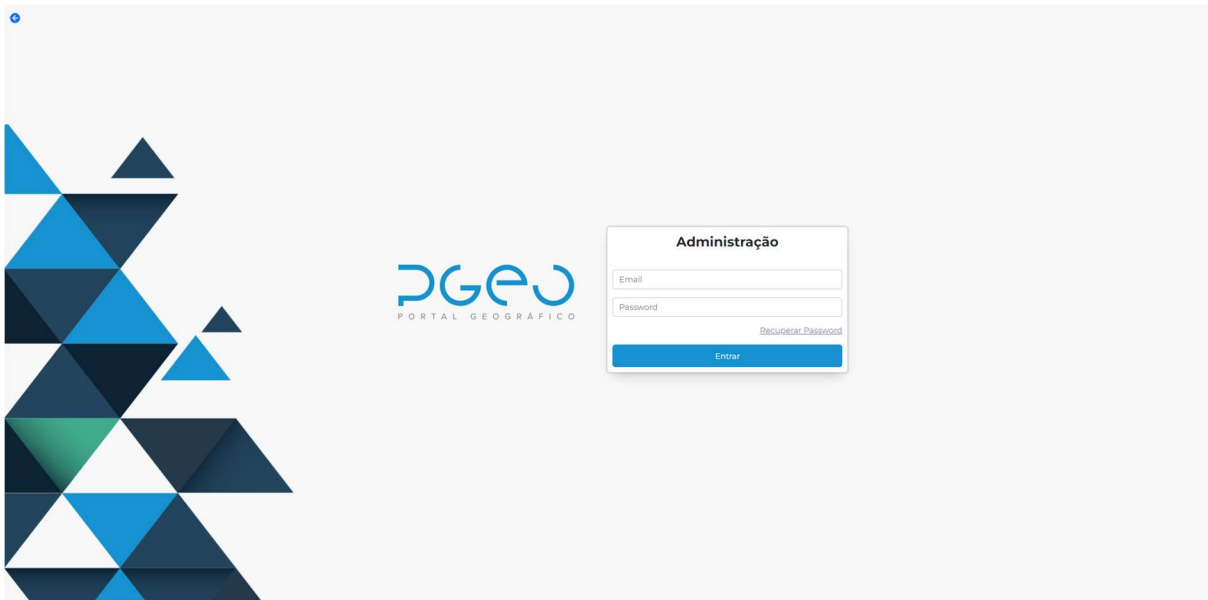 PGEO
PORTAL GEOGRÁFICO
Administração
Email
Password
Recuperar Password
Entrar